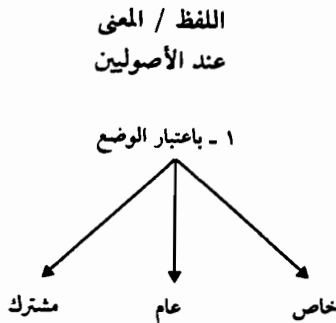 اللفظ / المعنى
عند الأصوليين
١ ـ باعتبار الوضع
خاص عام مشترك